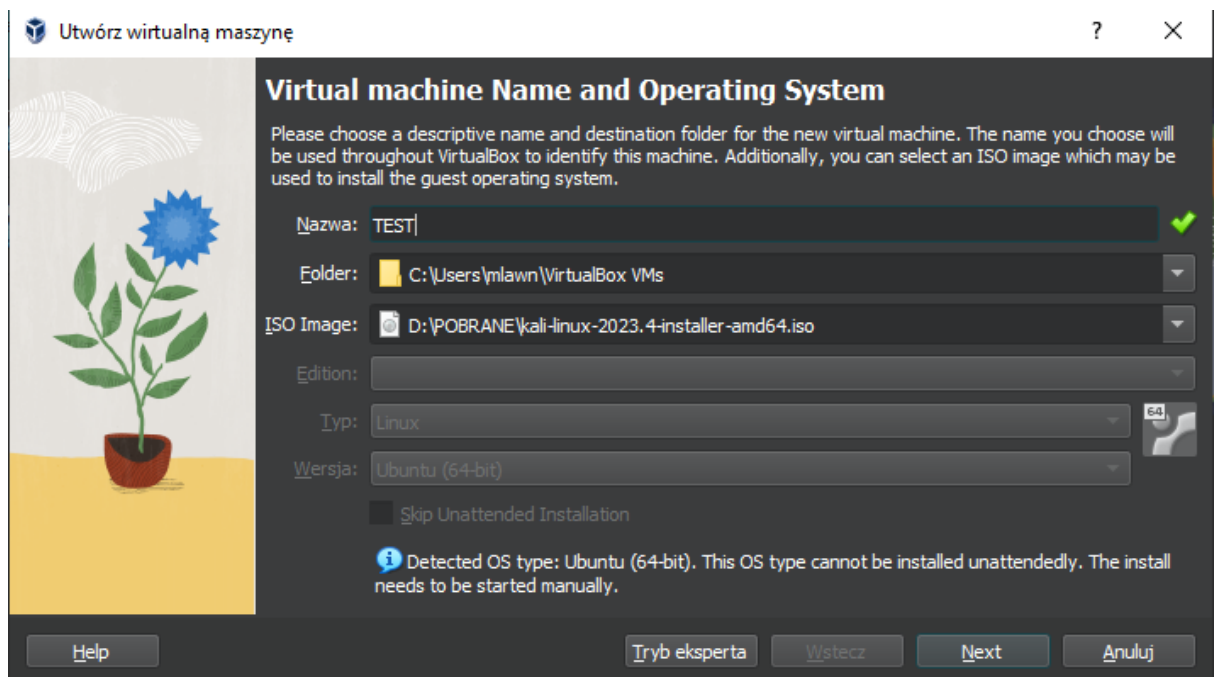 Utwórz wirtualną maszynę
?
Virtual machine Name and Operating System
Please choose a descriptive name and destination folder for the new virtual machine. The name you choose will
be used throughout VirtualBox to identify this machine. Additionally, you can select an ISO image which may be
used to install the guest operating system.
Nazwa: TEST
Folder: C:\Users\mlawn\VirtualBox VMs
ISO Image: D:\POBRANE\kali-linux-2023.4-installer-amd64.iso
Edition:
Typ: Linux 64
Wersja: Ubuntu (64-bit)
Skip Unattended Installation
Detected OS type: Ubuntu (64-bit). This OS type cannot be installed unattendedly. The install
needs to be started manually.
Help Tryb eksperta Wstecz Next Anuluj